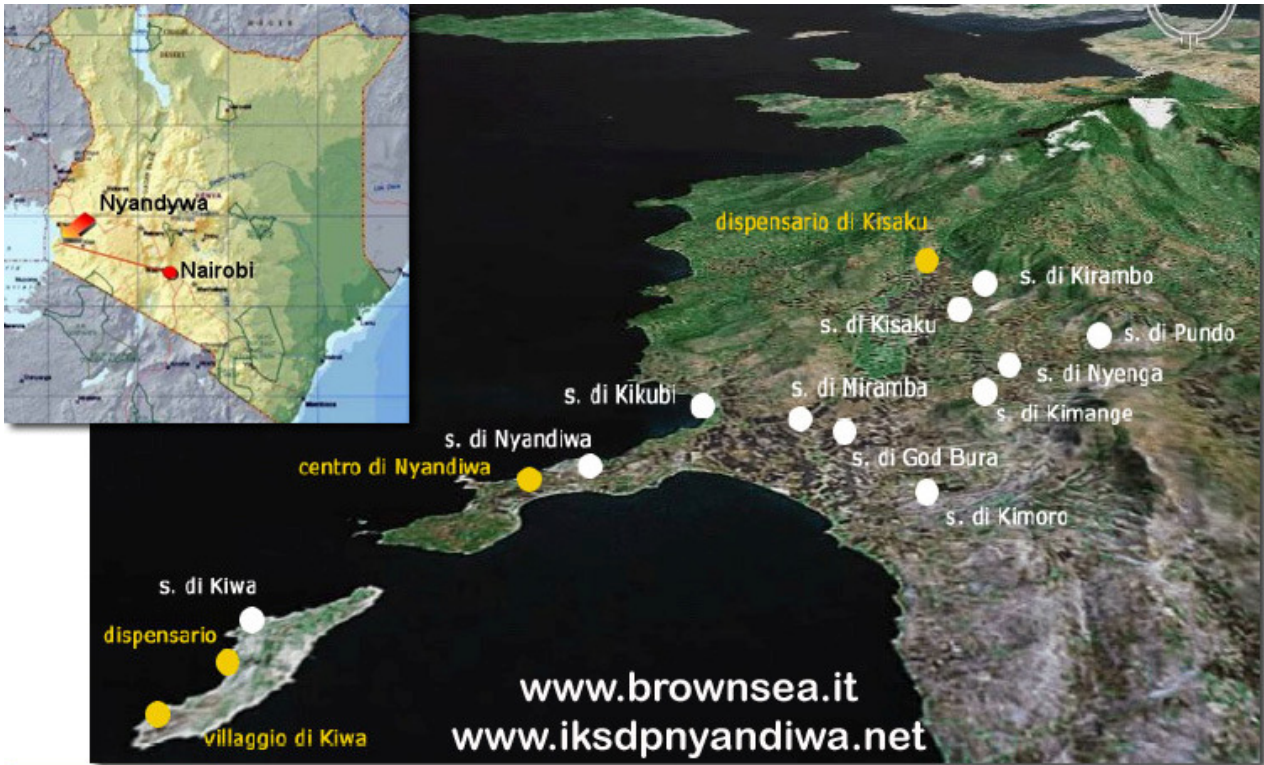 Nyandywa
Nairobi
dispensario di Kisaku
s. di Kirambo
s. di Kisaku
s. di Pundo
s. di Nyenga
s. di Miramba
s. di Kikubi
s. di Kimange
s. di Nyandiwa
s. di God Bura
centro di Nyandiwa
s. di Kimoro
s. di Kiwa
dispensario
villaggio di Kiwa
www.brownsea.it
www.iksdpnyandiwa.net